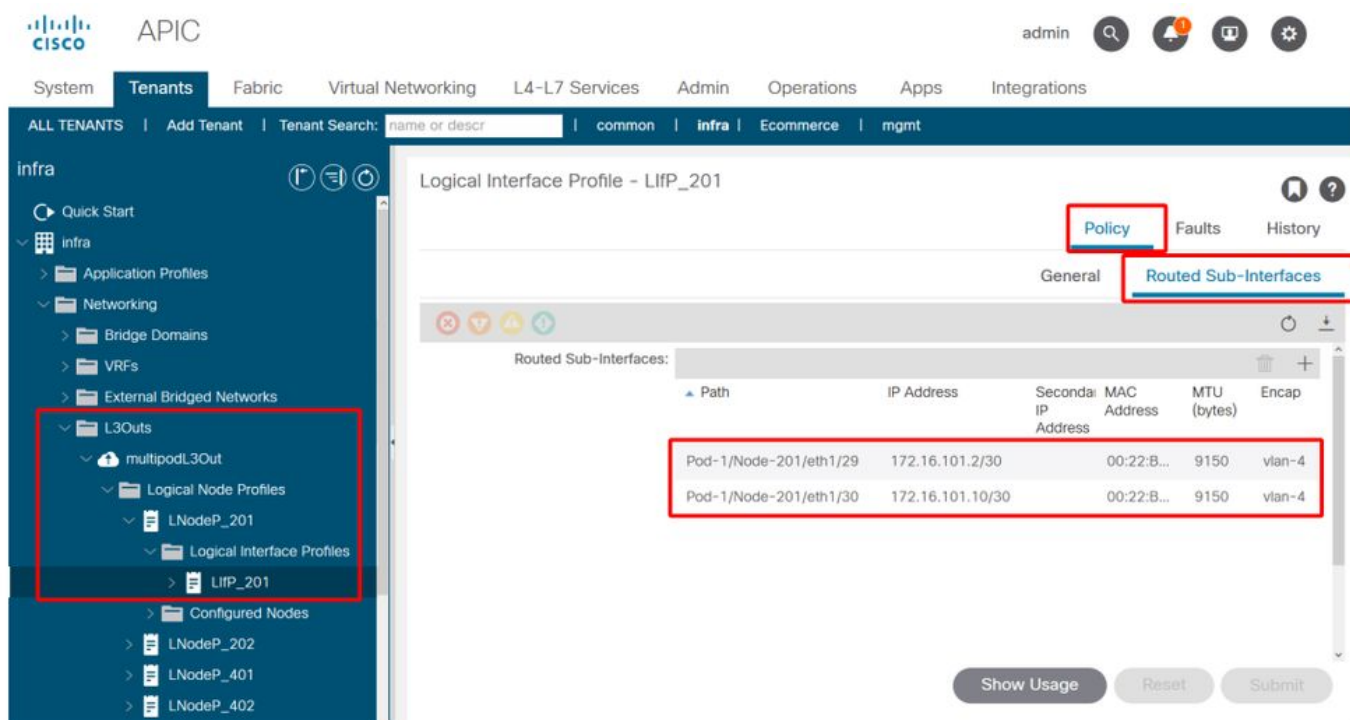 CISCO
APIC
admin
1
System Tenants Fabric Virtual Networking L4-L7 Services Admin Operations Apps Integrations
ALL TENANTS | Add Tenant | Tenant Search: name or descr | common | infra | Ecommerce | mgmt
infra
Quick Start
infra
Application Profiles
Networking
Bridge Domains
VRFs
External Bridged Networks
L3Outs
multipodL3Out
Logical Node Profiles
LNodeP_201
Logical Interface Profiles
LIfP_201
Configured Nodes
LNodeP_202
LNodeP_401
LNodeP_402
Logical Interface Profile - LIfP_201
Policy Faults History
General Routed Sub-Interfaces
Routed Sub-Interfaces:
Path IP Address Secondar IP Address MAC Address MTU (bytes) Encap
Pod-1/Node-201/eth1/29 172.16.101.2/30 00:22:B... 9150 vlan-4
Pod-1/Node-201/eth1/30 172.16.101.10/30 00:22:B... 9150 vlan-4
Show Usage Reset Submit